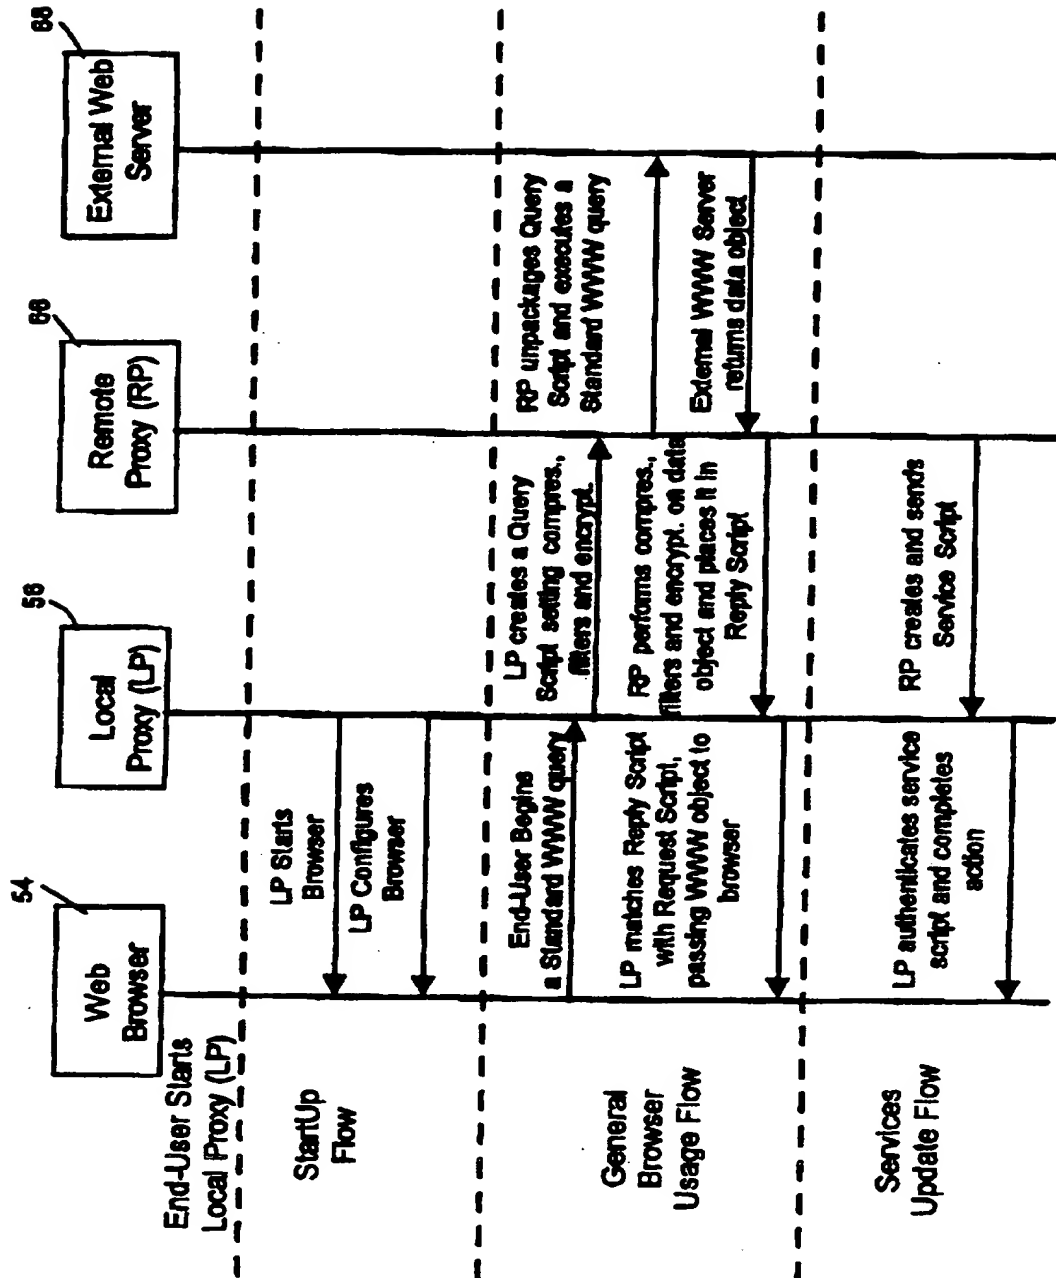 54
Web
Browser
56
Local
Proxy (LP)
66
Remote
Proxy (RP)
68
External Web
Server
End-User Starts
Local Proxy (LP)
StartUp
Flow
LP Starts
Browser
LP Configures
Browser
General
Browser
Usage Flow
End-User Begins
a Standard WWW query
LP creates a Query
Script setting compres.,
filters and encrypt.
RP unpackages Query
Script and executes a
Standard WWW query
External WWW Server
returns data object
RP performs compres.,
filters and encrypt. on data
object and places it in
Reply Script
LP matches Reply Script
with Request Script,
passing WWW object to
browser
Services
Update Flow
RP creates and sends
Service Script
LP authenticates service
script and completes
action